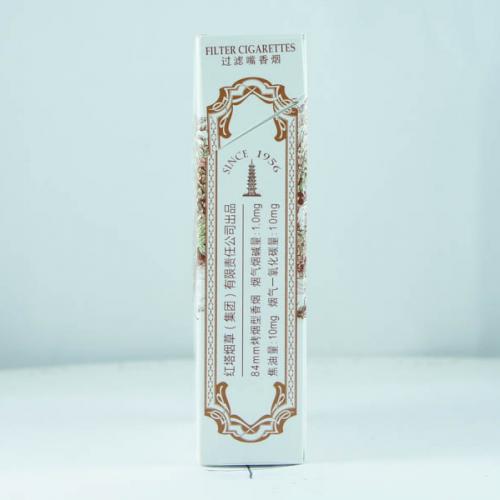 FILTER CIGARETTES
过滤嘴香烟
SINCE 1956
红塔烟草（集团）有限责任公司出品
84mm烤烟型香烟 烟气烟碱量:1.0mg
焦油量:10mg 烟气一氧化碳量:10mg